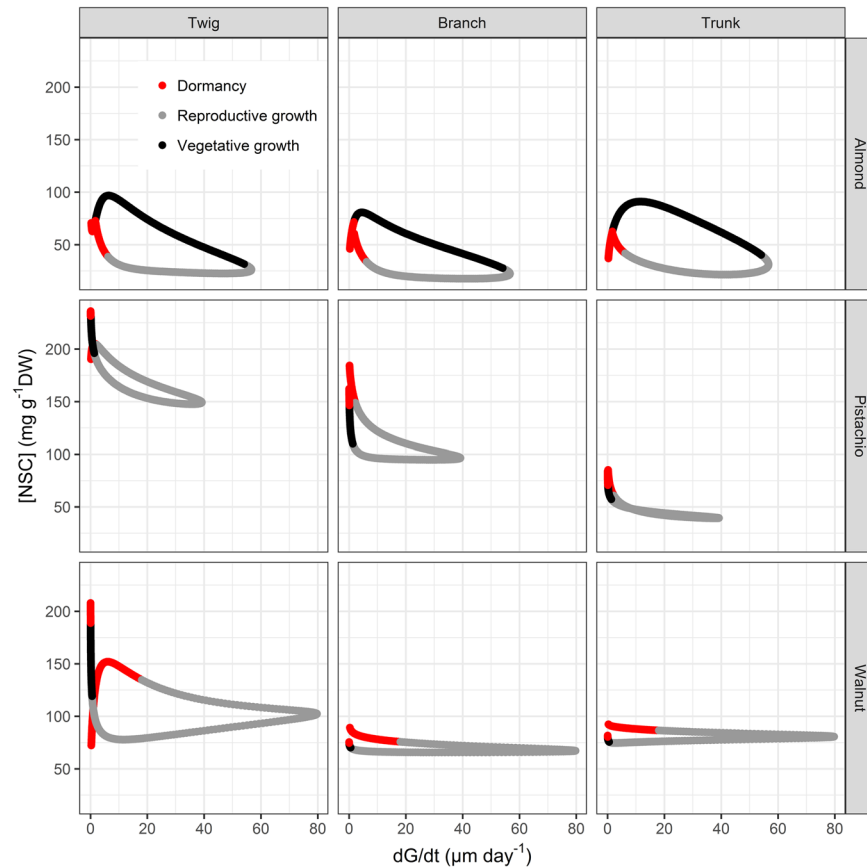 Twig Branch Trunk
200
150
100
50
Dormancy
Reproductive growth
Vegetative growth
Almond
200
150
100
50
Pistachio
200
150
100
50
Walnut
[NSC] (mg g⁻¹DW)
0 20 40 60 80 0 20 40 60 80 0 20 40 60 80
dG/dt (μm day⁻¹)